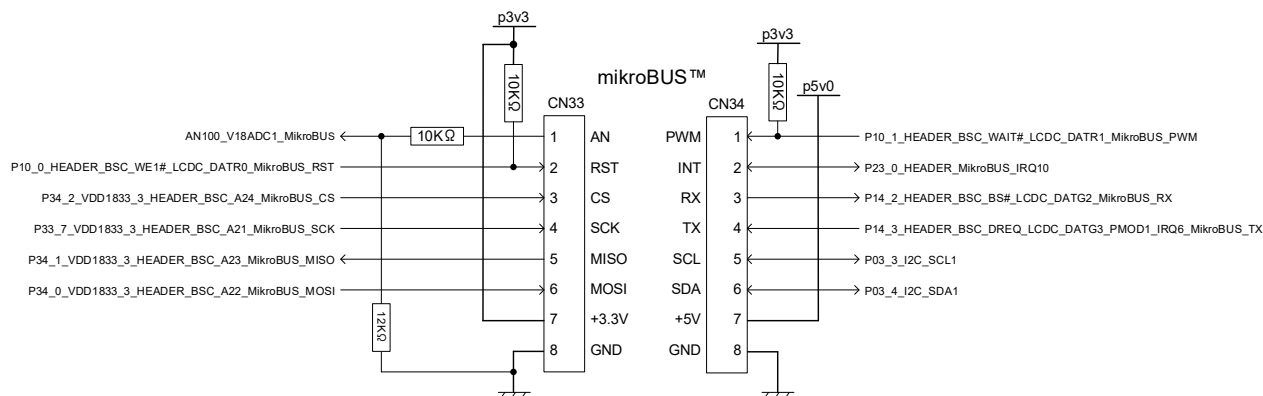 p3v3
p3v3
mikroBUS™
p5v0
10KΩ
10KΩ
CN33
CN34
AN100_V18ADC1_MikroBUS
10KΩ
1
AN
PWM
1
P10_1_HEADER_BSC_WAIT#_LCDC_DATR1_MikroBUS_PWM
P10_0_HEADER_BSC_WE1#_LCDC_DATR0_MikroBUS_RST
2
RST
INT
2
P23_0_HEADER_MikroBUS_IRQ10
P34_2_VDD1833_3_HEADER_BSC_A24_MikroBUS_CS
3
CS
RX
3
P14_2_HEADER_BSC_BS#_LCDC_DATG2_MikroBUS_RX
P33_7_VDD1833_3_HEADER_BSC_A21_MikroBUS_SCK
4
SCK
TX
4
P14_3_HEADER_BSC_DREQ_LCDC_DATG3_PMOD1_IRQ6_MikroBUS_TX
P34_1_VDD1833_3_HEADER_BSC_A23_MikroBUS_MISO
5
MISO
SCL
5
P03_3_I2C_SCL1
P34_0_VDD1833_3_HEADER_BSC_A22_MikroBUS_MOSI
6
MOSI
SDA
6
P03_4_I2C_SDA1
12KΩ
7
+3.3V
+5V
7
8
GND
GND
8